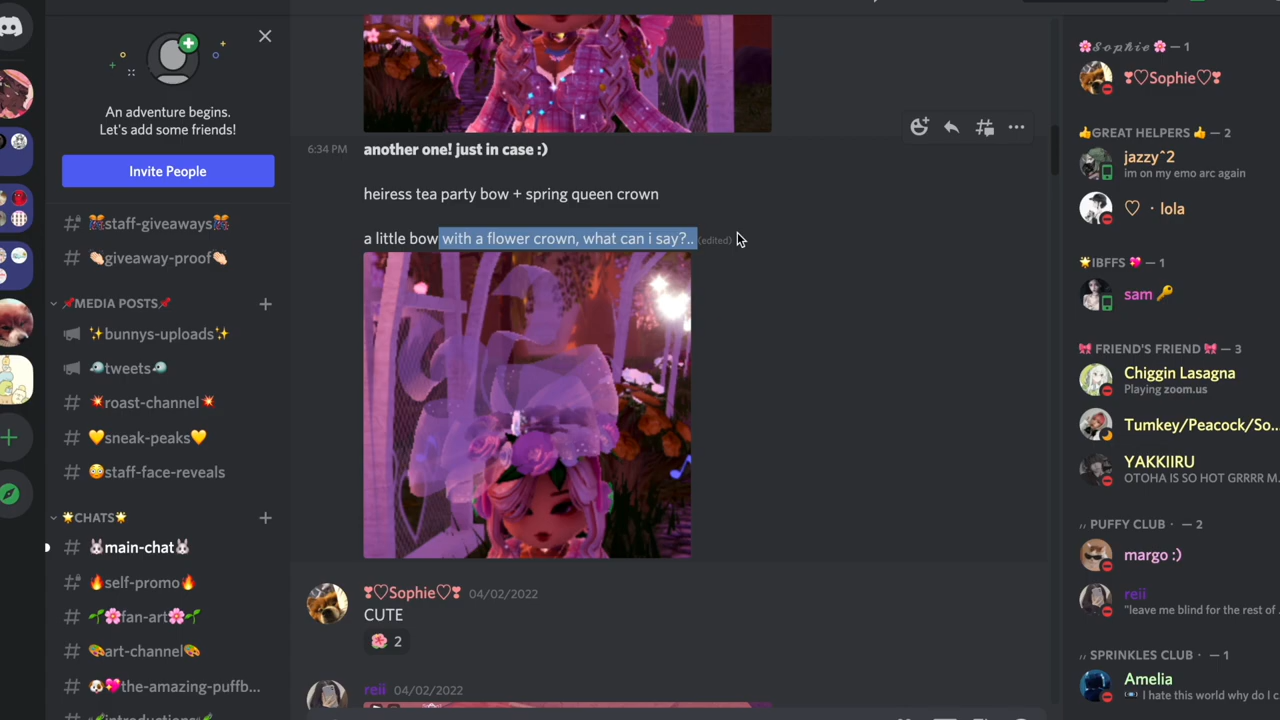 An adventure begins.
Let's add some friends!
Invite People
staff-giveaways
giveaway-proof
MEDIA POSTS
bunnys-uploads
tweets
roast-channel
sneak-peaks
staff-face-reveals
CHATS
main-chat
self-promo
fan-art
art-channel
the-amazing-puffb...
6:34 PM
another one! just in case :)
heiress tea party bow + spring queen crown
a little bow with a flower crown, what can i say?.. (edited)
❣♡Sophie♡❣ 04/02/2022
CUTE
2
reii 04/02/2022
🌸𝓢𝓸𝓹𝓱𝓲𝓮🌸 — 1
❣♡Sophie♡❣
👍GREAT HELPERS👍 — 2
jazzy^2
im on my emo arc again
♡ · lola
🌟IBFFS 💖 — 1
sam 🔑
🎀 FRIEND'S FRIEND 🎀 — 3
Chiggin Lasagna
Playing zoom.us
Tumkey/Peacock/So...
YAKKIIRU
OTOHA IS SO HOT GRRRR M...
,, PUFFY CLUB · — 2
margo :)
reii
"leave me blind for the rest of
,, SPRINKLES CLUB · — 1
Amelia
I hate this world why do I c